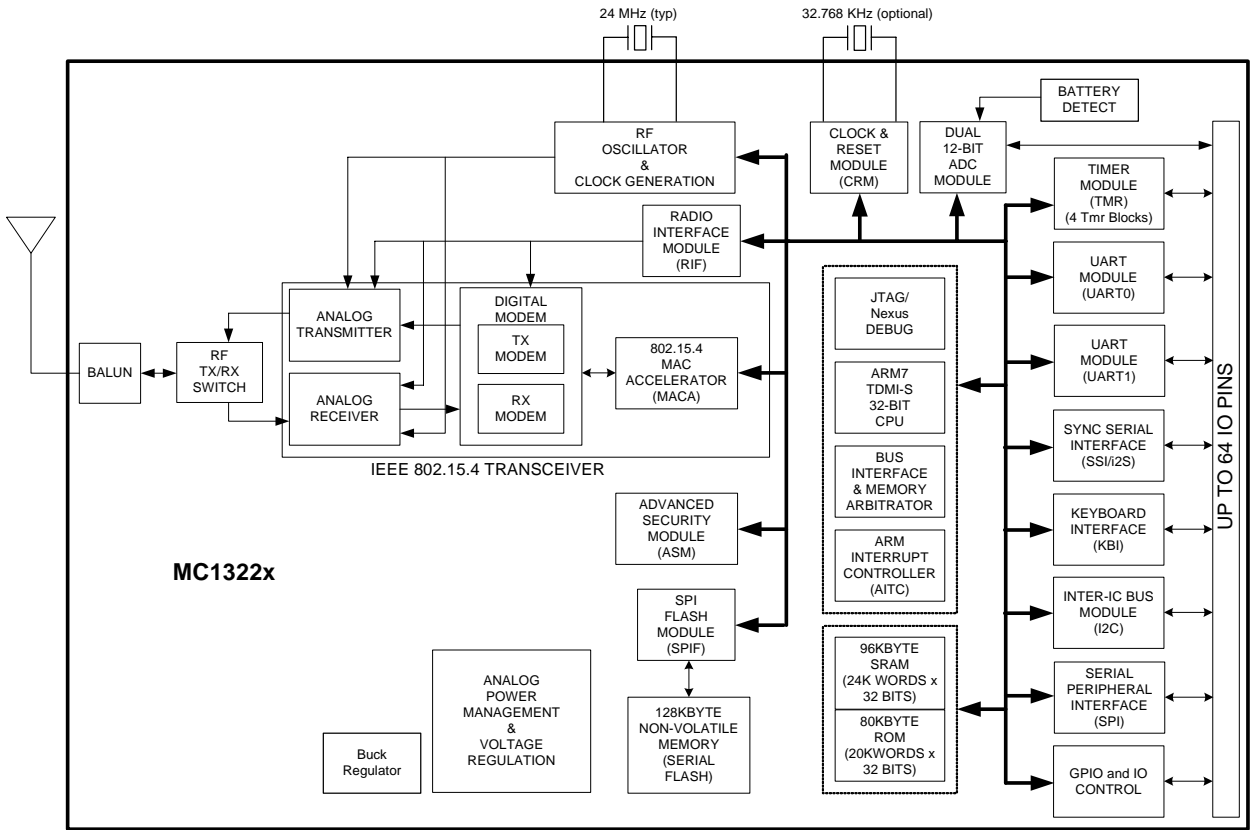 24 MHz (typ)
32.768 KHz (optional)
BATTERY
DETECT
RF
OSCILLATOR
&
CLOCK GENERATION
CLOCK &
RESET
MODULE
(CRM)
DUAL
12-BIT
ADC
MODULE
TIMER
MODULE
(TMR)
(4 Tmr Blocks)
RADIO
INTERFACE
MODULE
(RIF)
UART
MODULE
(UART0)
JTAG/
Nexus
DEBUG
ANALOG
TRANSMITTER
DIGITAL
MODEM
TX
MODEM
RX
MODEM
802.15.4
MAC
ACCELERATOR
(MACA)
BALUN
RF
TX/RX
SWITCH
ANALOG
RECEIVER
IEEE 802.15.4 TRANSCEIVER
ARM7
TDMI-S
32-BIT
CPU
UART
MODULE
(UART1)
UP TO 64 IO PINS
BUS
INTERFACE
& MEMORY
ARBITRATOR
SYNC SERIAL
INTERFACE
(SSI/i2S)
ADVANCED
SECURITY
MODULE
(ASM)
ARM
INTERRUPT
CONTROLLER
(AITC)
KEYBOARD
INTERFACE
(KBI)
MC1322x
SPI
FLASH
MODULE
(SPIF)
INTER-IC BUS
MODULE
(I2C)
96KBYTE
SRAM
(24K WORDS x
32 BITS)
SERIAL
PERIPHERAL
INTERFACE
(SPI)
ANALOG
POWER
MANAGEMENT
&
VOLTAGE
REGULATION
128KBYTE
NON-VOLATILE
MEMORY
(SERIAL
FLASH)
80KBYTE
ROM
(20KWORDS x
32 BITS)
Buck
Regulator
GPIO and IO
CONTROL